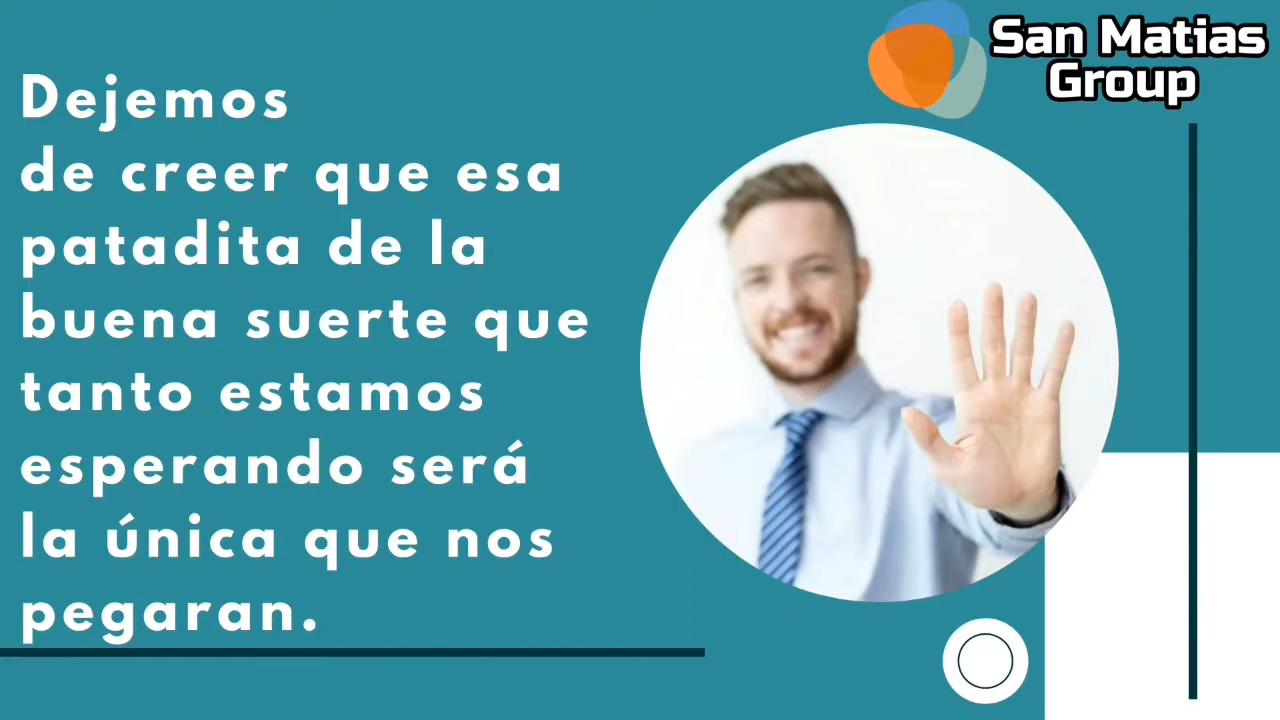 San Matias
Group
Dejemos
de creer que esa
patadita de la
buena suerte que
tanto estamos
esperando será
la única que nos
pegaran.